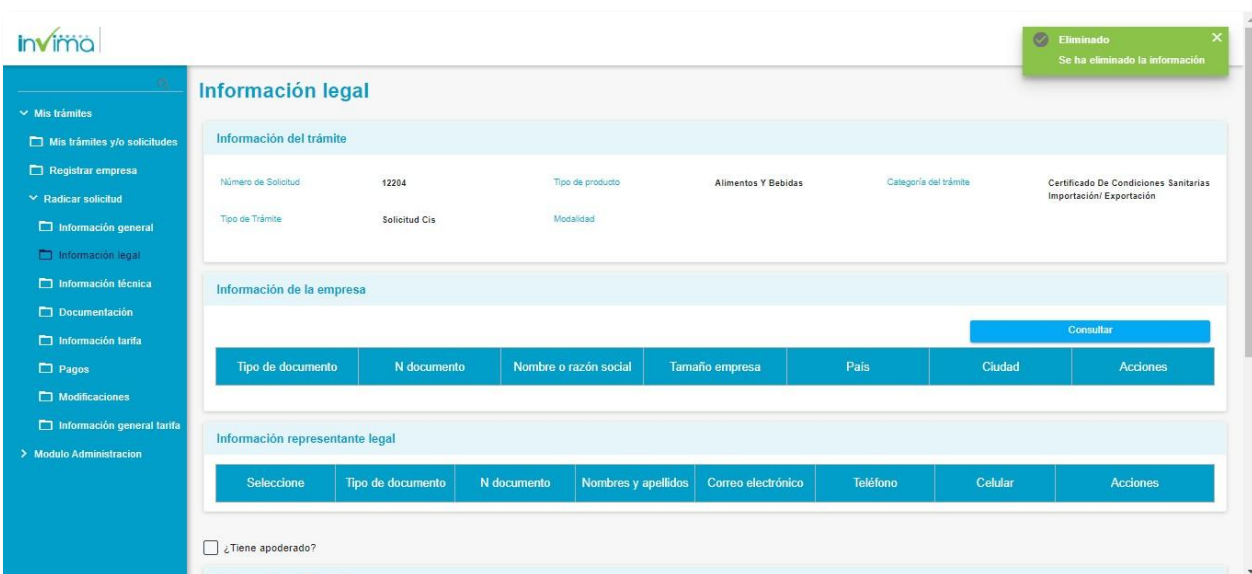 invima
Eliminado
Se ha eliminado la información
Mis trámites
Mis trámites y/o solicitudes
Registrar empresa
Radicar solicitud
Información general
Información legal
Información técnica
Documentación
Información tarifa
Pagos
Modificaciones
Información general tarifa
Modulo Administracion
Información legal
Información del trámite
Número de Solicitud 12204 Tipo de producto Alimentos Y Bebidas Categoría del trámite Certificado De Condiciones Sanitarias
Importación/ Exportación
Tipo de Trámite Solicitud Cis Modalidad
Información de la empresa
Consultar
Tipo de documento N documento Nombre o razón social Tamaño empresa País Ciudad Acciones
Información representante legal
Seleccione Tipo de documento N documento Nombres y apellidos Correo electrónico Teléfono Celular Acciones
¿Tiene apoderado?